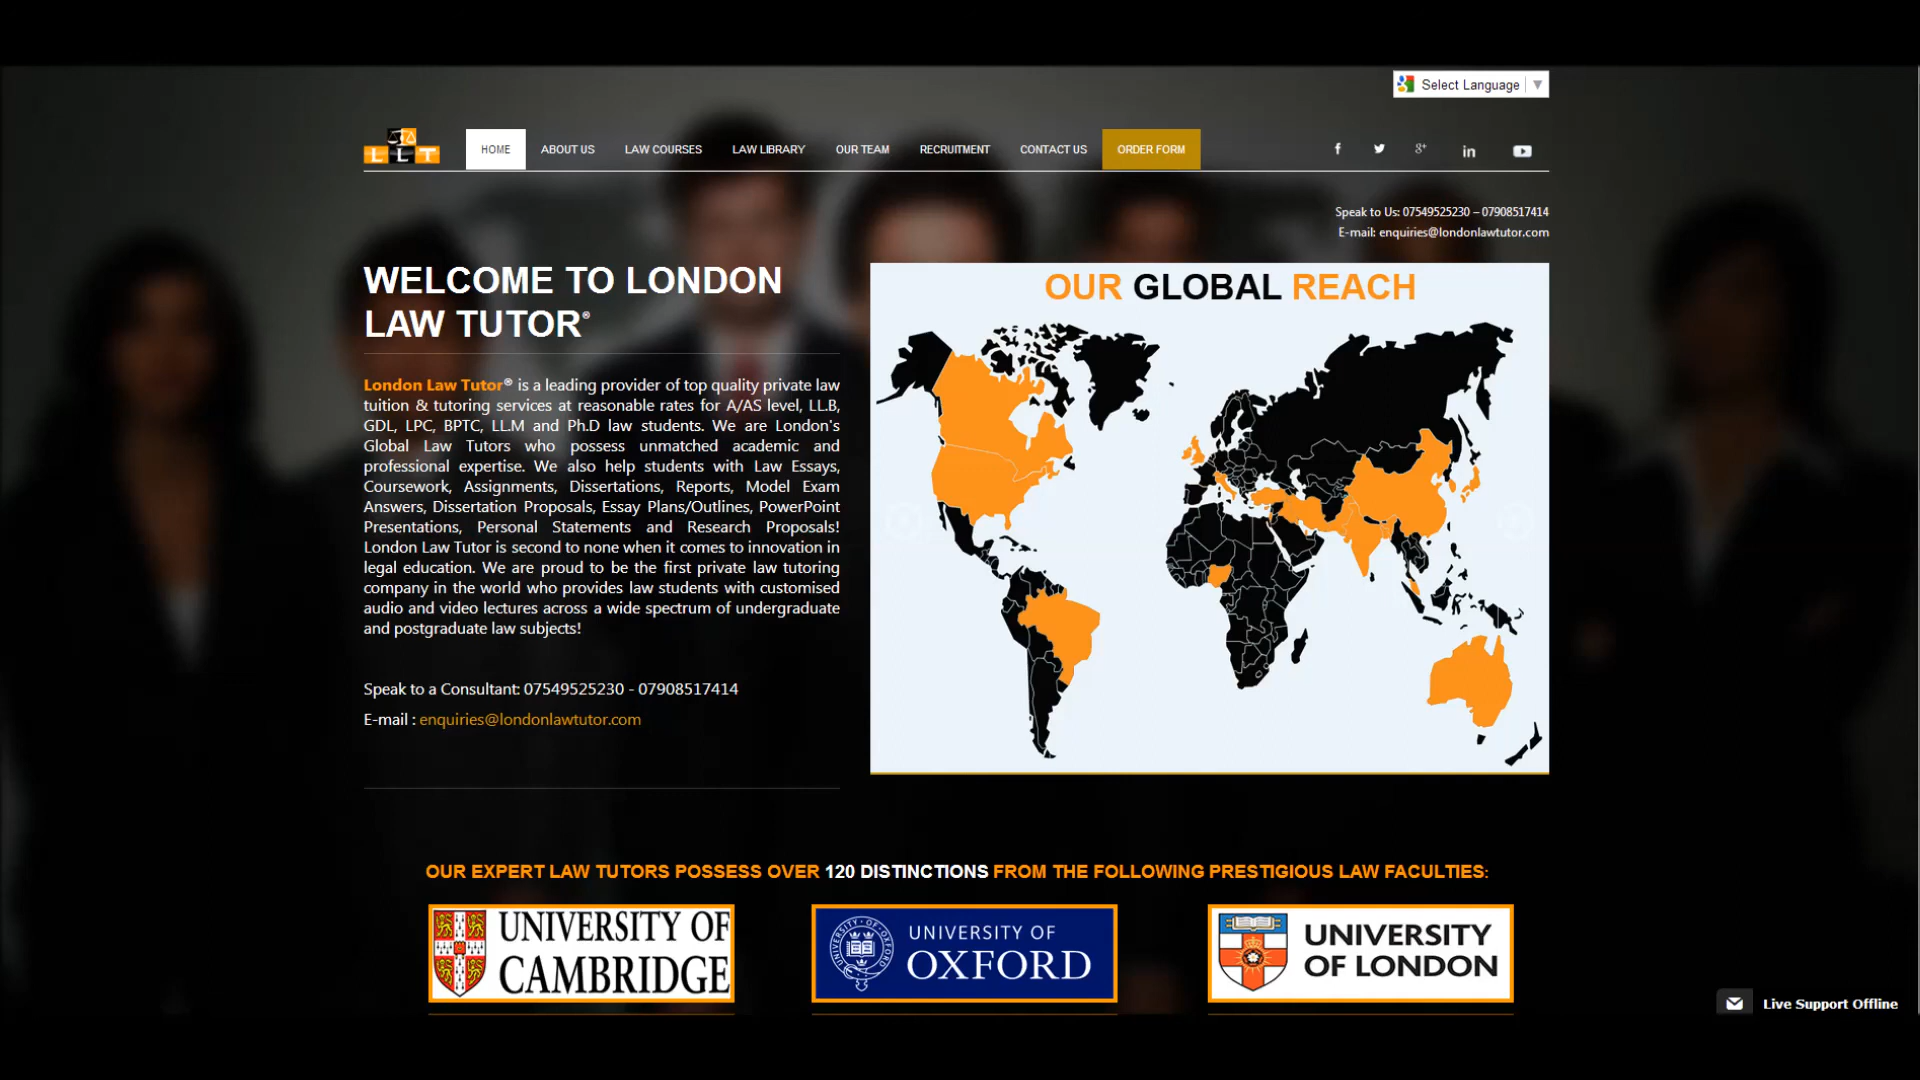 Select Language
LLT
HOME
ABOUT US
LAW COURSES
LAW LIBRARY
OUR TEAM
RECRUITMENT
CONTACT US
ORDER FORM
Speak to Us: 07549525230 – 07908517414
E-mail: enquiries@londonlawtutor.com
WELCOME TO LONDON
LAW TUTOR®
London Law Tutor® is a leading provider of top quality private law
tuition & tutoring services at reasonable rates for A/AS level, LL.B,
GDL, LPC, BPTC, LL.M and Ph.D law students. We are London's
Global Law Tutors who possess unmatched academic and
professional expertise. We also help students with Law Essays,
Coursework, Assignments, Dissertations, Reports, Model Exam
Answers, Dissertation Proposals, Essay Plans/Outlines, PowerPoint
Presentations, Personal Statements and Research Proposals!
London Law Tutor is second to none when it comes to innovation in
legal education. We are proud to be the first private law tutoring
company in the world who provides law students with customised
audio and video lectures across a wide spectrum of undergraduate
and postgraduate law subjects!
Speak to a Consultant: 07549525230 - 07908517414
E-mail : enquiries@londonlawtutor.com
OUR GLOBAL REACH
OUR EXPERT LAW TUTORS POSSESS OVER 120 DISTINCTIONS FROM THE FOLLOWING PRESTIGIOUS LAW FACULTIES:
UNIVERSITY OF
CAMBRIDGE
UNIVERSITY OF
OXFORD
UNIVERSITY
OF LONDON
Live Support Offline